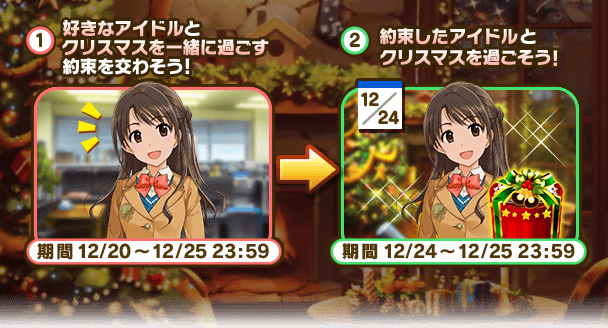 1 好きなアイドルと
クリスマスを一緒に過ごす
約束を交わそう!
2 約束したアイドルと
クリスマスを過ごそう!
12/24
期間 12/20~12/25 23:59
期間 12/24~12/25 23:59